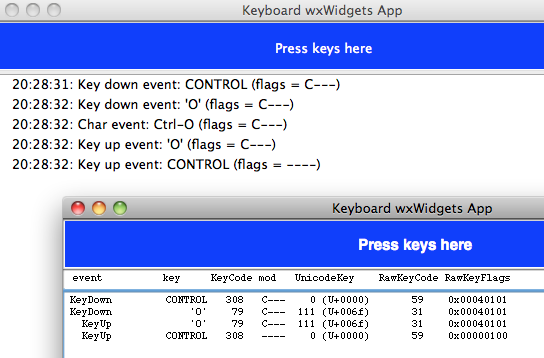 Keyboard wxWidgets App
Press keys here
20:28:31: Key down event: CONTROL (flags = C---)
20:28:32: Key down event: 'O' (flags = C---)
20:28:32: Char event: Ctrl-O (flags = C---)
20:28:32: Key up event: 'O' (flags = C---)
20:28:32: Key up event: CONTROL (flags = ----)
Keyboard wxWidgets App
Press keys here
event key KeyCode mod UnicodeKey RawKeyCode RawKeyFlags
KeyDown CONTROL 308 C--- 0 (U+0000) 59 0x00040101
KeyDown 'O' 79 C--- 111 (U+006f) 31 0x00040101
KeyUp 'O' 79 C--- 111 (U+006f) 31 0x00040101
KeyUp CONTROL 308 ---- 0 (U+0000) 59 0x00000100